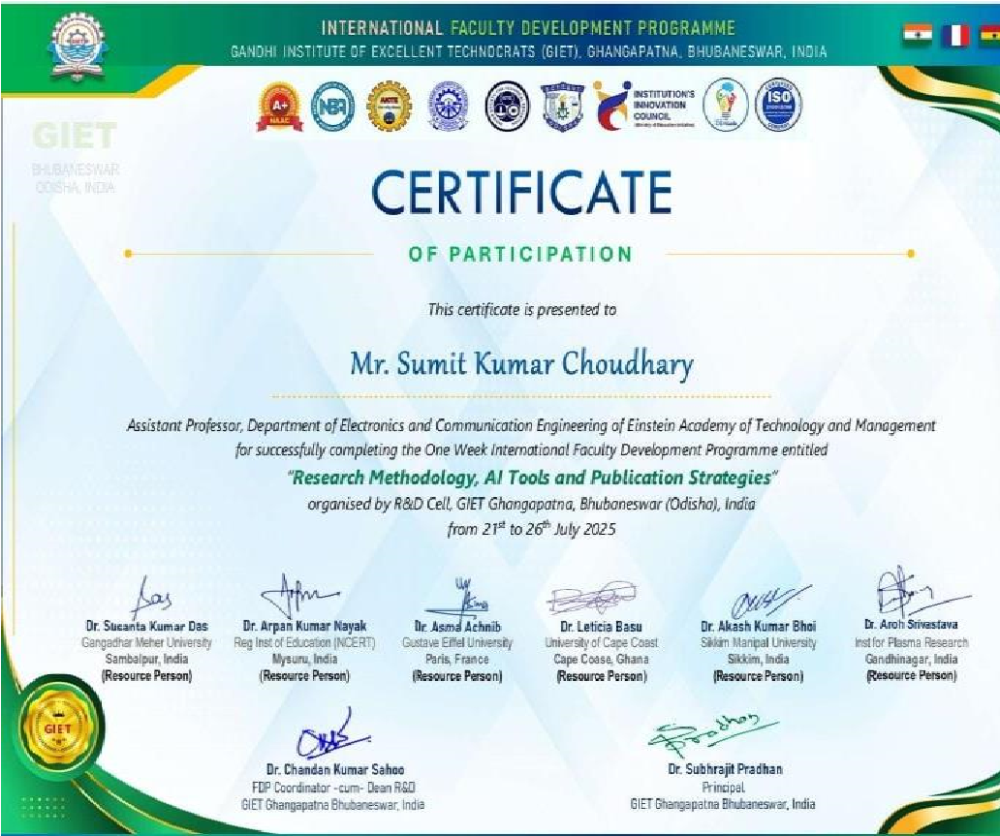 INTERNATIONAL FACULTY DEVELOPMENT PROGRAMME
GANDHI INSTITUTE OF EXCELLENT TECHNOCRATS (GIET), GHANGAPATNA, BHUBANESWAR, INDIA
A+
NAAC
NBA
INSTITUTION'S
INNOVATION
COUNCIL
ISO
GIET
BHUBANESWAR
ODISHA, INDIA
CERTIFICATE
OF PARTICIPATION
This certificate is presented to
Mr. Sumit Kumar Choudhary
Assistant Professor, Department of Electronics and Communication Engineering of Einstein Academy of Technology and Management
for successfully completing the One Week International Faculty Development Programme entitled
"Research Methodology, AI Tools and Publication Strategies"
organised by R&D Cell, GIET Ghangapatna, Bhubaneswar (Odisha), India
from 21st to 26th July 2025
Dr. Susanta Kumar Das Dr. Arpan Kumar Nayak Dr. Asma Achnib Dr. Leticia Basu Dr. Akash Kumar Bhoi Dr. Aroh Srivastava
Gangadhar Meher University Reg Inst of Education (NCERT) Gustave Eiffel University University of Cape Coast Sikkim Manipal University Inst for Plasma Research
Sambalpur, India Mysuru, India Paris, France Cape Coase, Ghana Sikkim, India Gandhinagar, India
(Resource Person) (Resource Person) (Resource Person) (Resource Person) (Resource Person) (Resource Person)
GIET
Pradhan
Dr. Chandan Kumar Sahoo Dr. Subhrajit Pradhan
FDP Coordinator -cum- Dean R&D Principal
GIET Ghangapatna Bhubaneswar, India GIET Ghangapatna Bhubaneswar, India